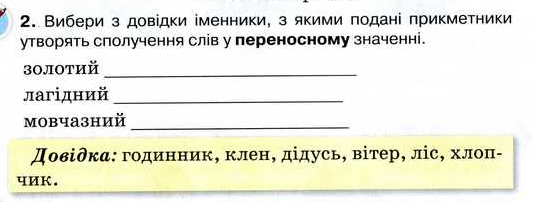 2. Вибери з довідки іменники, з якими подані прикметники
утворять сполучення слів у переносному значенні.
золотий
лагідний
мовчазний
Довідка: годинник, клен, дідусь, вітер, ліс, хлоп-
чик.